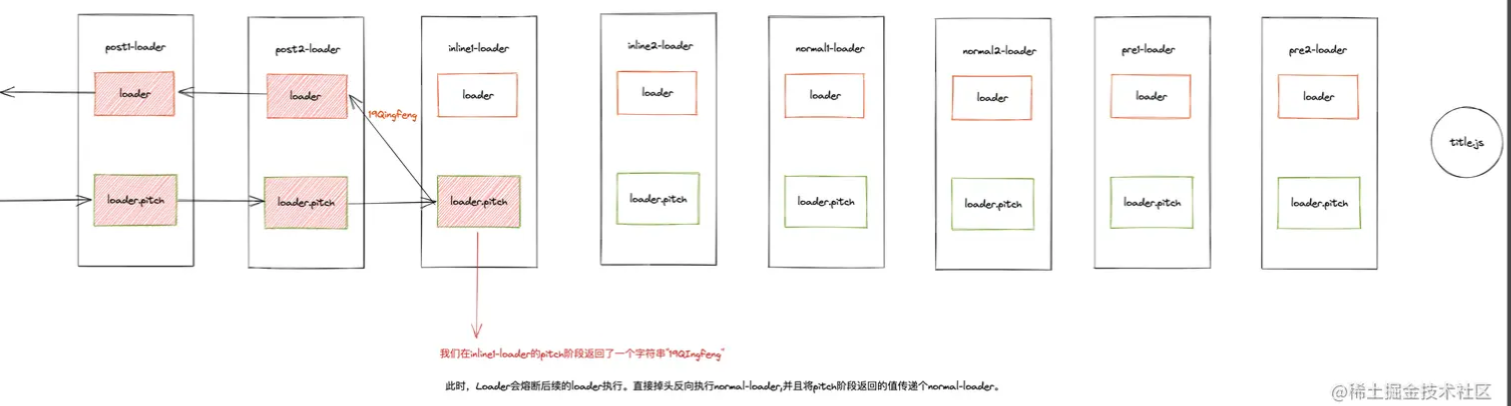 post1-loader
post2-loader
inline1-loader
inline2-loader
normal1-loader
normal2-loader
pre1-loader
pre2-loader
loader
loader
loader
loader
loader
loader
loader
loader
19Qingfeng
title.js
loader.pitch
loader.pitch
loader.pitch
loader.pitch
loader.pitch
loader.pitch
loader.pitch
loader.pitch
我们在inline1-loader的pitch阶段返回了一个字符串"19QIngfeng"
此时，Loader会熔断后续的loader执行。直接掉头反向执行normal-loader,并且将pitch阶段返回的值传递个normal-loader。
@稀土掘金技术社区